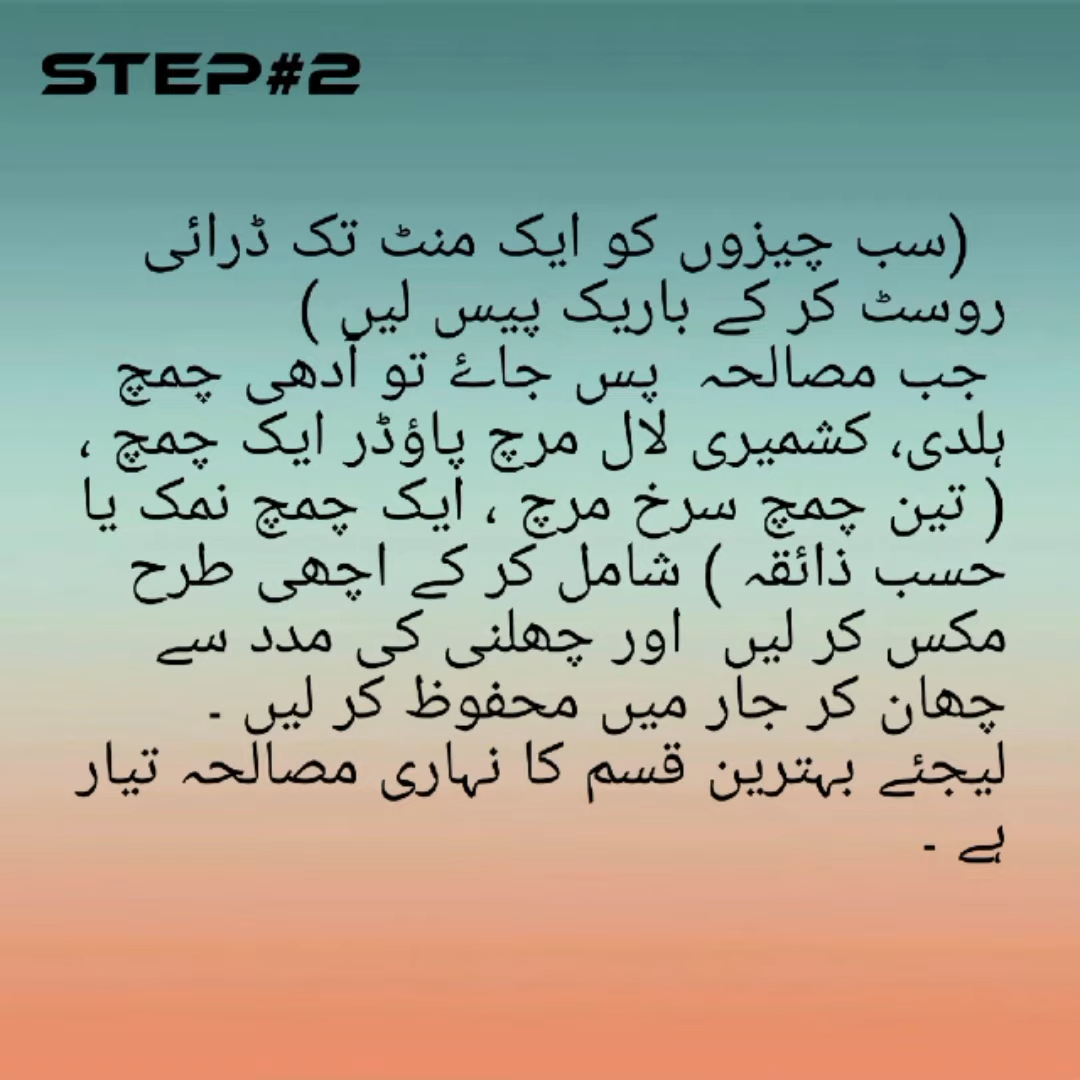 STEP#2
(سب چیزوں کو ایک منٹ تک ڈرائی
روسٹ کر کے باریک پیس لیں )
جب مصالحہ پس جاۓ تو آدھی چمچ
ہلدی، کشمیری لال مرچ پاؤڈر ایک چمچ ،
( تین چمچ سرخ مرچ ، ایک چمچ نمک یا
حسب ذائقہ ) شامل کر کے اچھی طرح
مکس کر لیں اور چھلنی کی مدد سے
چھان کر جار میں محفوظ کر لیں ۔
لیجئے بہترین قسم کا نہاری مصالحہ تیار
ہے ۔